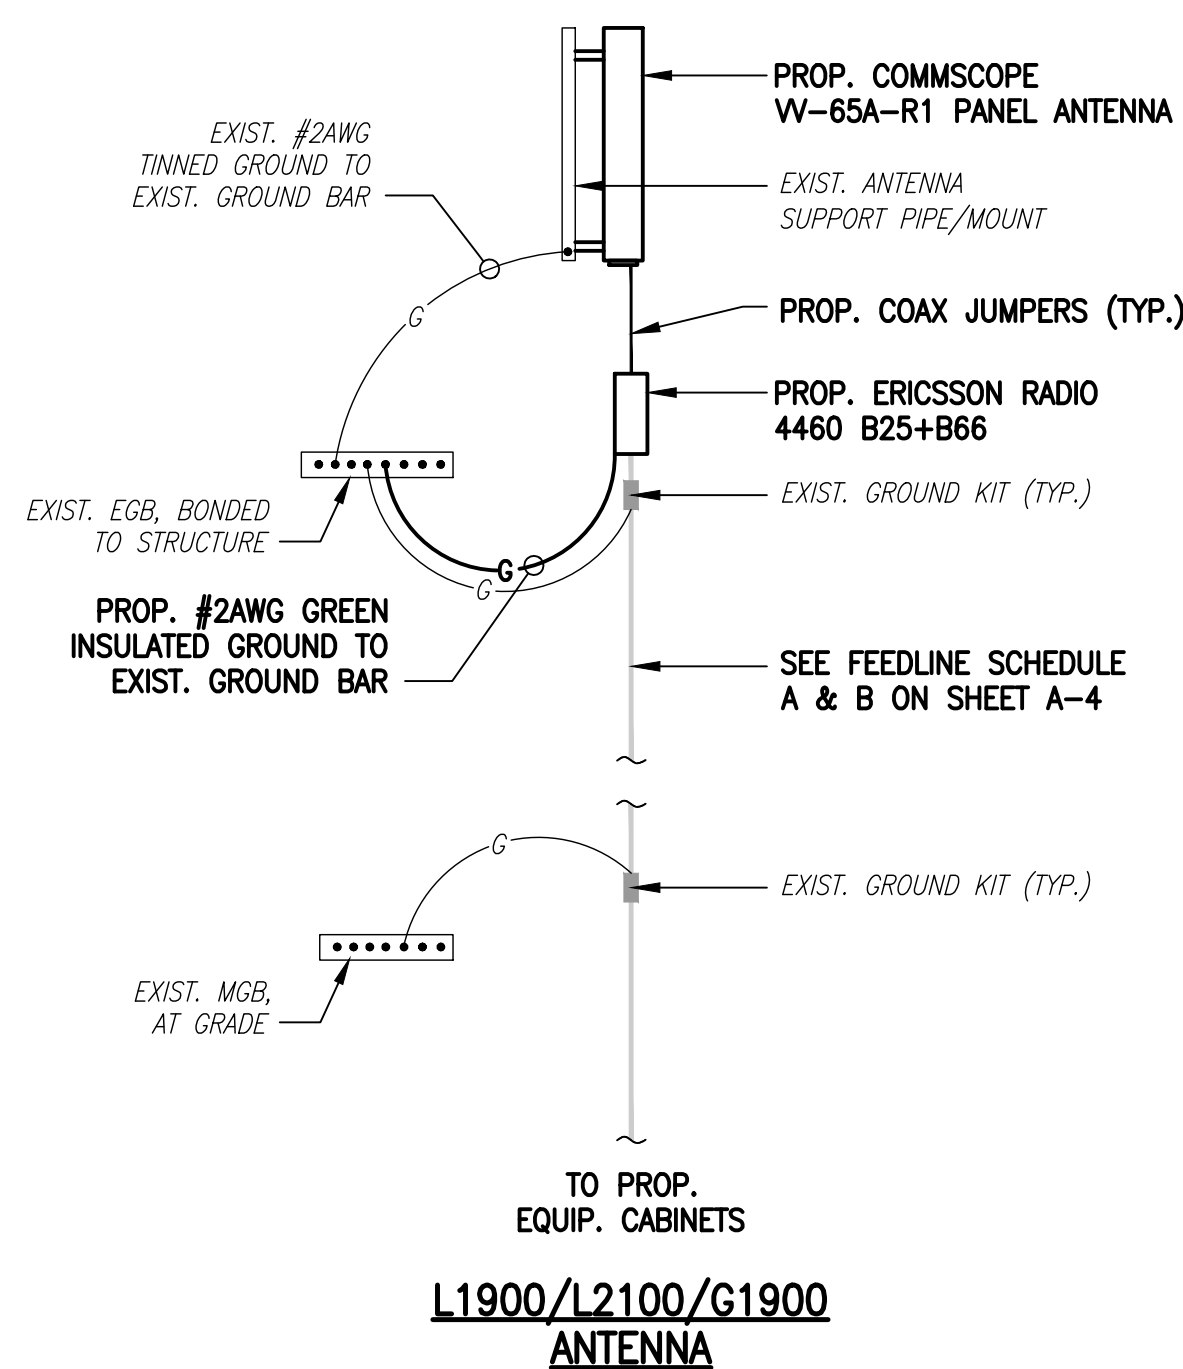 PROP. COMMSCOPE
VV-65A-R1 PANEL ANTENNA
EXIST. #2AWG
TINNED GROUND TO
EXIST. GROUND BAR
EXIST. ANTENNA
SUPPORT PIPE/MOUNT
PROP. COAX JUMPERS (TYP.)
G
PROP. ERICSSON RADIO
4460 B25+B66
EXIST. GROUND KIT (TYP.)
EXIST. EGB, BONDED
TO STRUCTURE
G
G
PROP. #2AWG GREEN
INSULATED GROUND TO
EXIST. GROUND BAR
SEE FEEDLINE SCHEDULE
A & B ON SHEET A-4
G
EXIST. GROUND KIT (TYP.)
EXIST. MGB,
AT GRADE
TO PROP.
EQUIP. CABINETS
L1900/L2100/G1900
ANTENNA